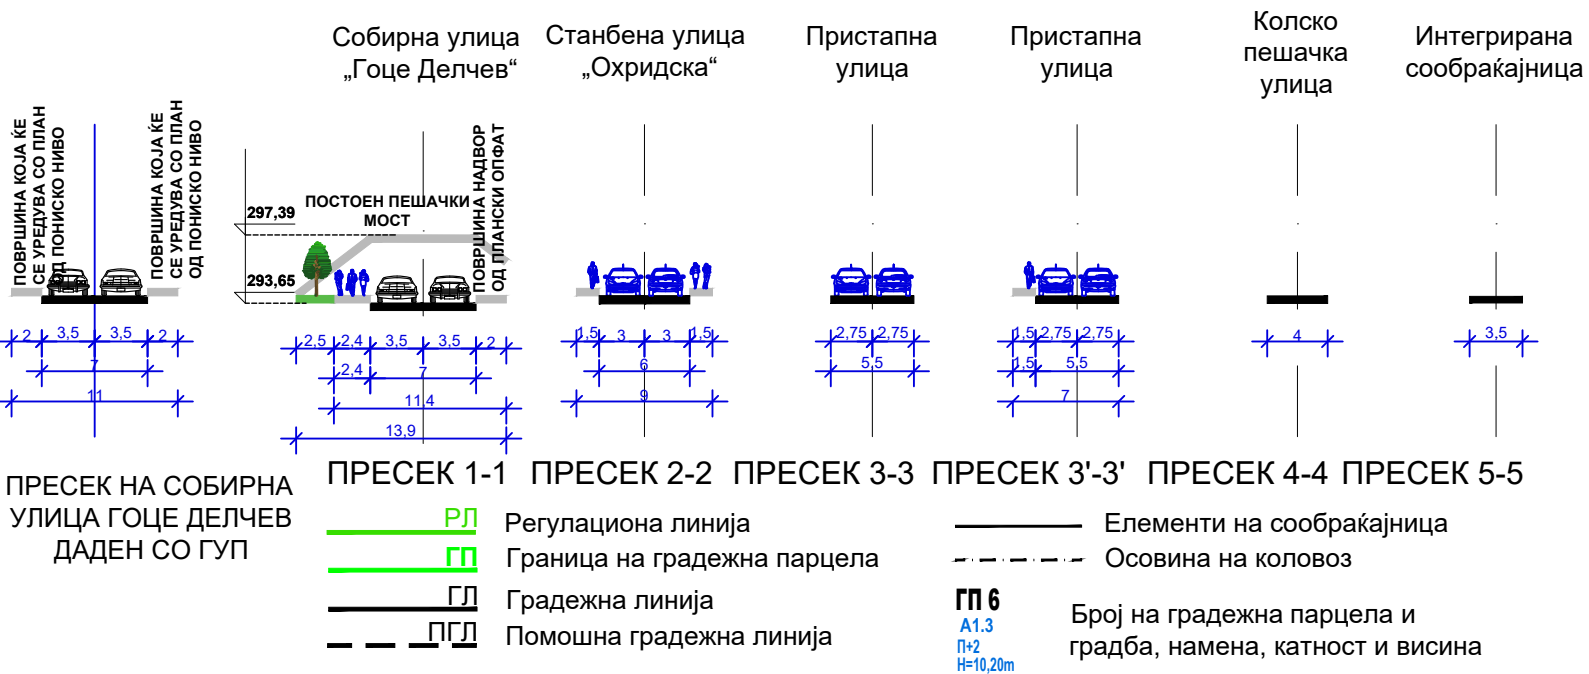 Собирна улица
„Гоце Делчев“
Станбена улица
„Охридска“
Пристапна
улица
Пристапна
улица
Колско
пешачка
улица
Интегрирана
сообраќајница
ПОВРШИНА КОЈА ЌЕ
СЕ УРЕДУВА СО ПЛАН
ОД ПОНИСКО НИВО
ПОВРШИНА КОЈА ЌЕ
СЕ УРЕДУВА СО ПЛАН
ОД ПОНИСКО НИВО
297,39
293,65
ПОСТОЕН ПЕШАЧКИ
МОСТ
ПОВРШИНА НАДВОР
ОД ПЛАНСКИ ОПФАТ
2 3,5 3,5 2
7
11
2,5 2,4 3,5 3,5 2
2,4 7
11,4
13,9
1,5 3 3 1,5
6
9
2,75 2,75
5,5
1,5 2,75 2,75
1,5 5,5
7
4
3,5
ПРЕСЕК НА СОБИРНА
УЛИЦА ГОЦЕ ДЕЛЧЕВ
ДАДЕН СО ГУП
ПРЕСЕК 1-1
ПРЕСЕК 2-2
ПРЕСЕК 3-3
ПРЕСЕК 3'-3'
ПРЕСЕК 4-4
ПРЕСЕК 5-5
РЛ Регулациона линија
ГП Граница на градежна парцела
ГЛ Градежна линија
ПГЛ Помошна градежна линија
Елементи на сообраќајница
Осовина на коловоз
ГП 6
А1.3
П+2
Н=10,20m
Број на градежна парцела и
градба, намена, катност и висина